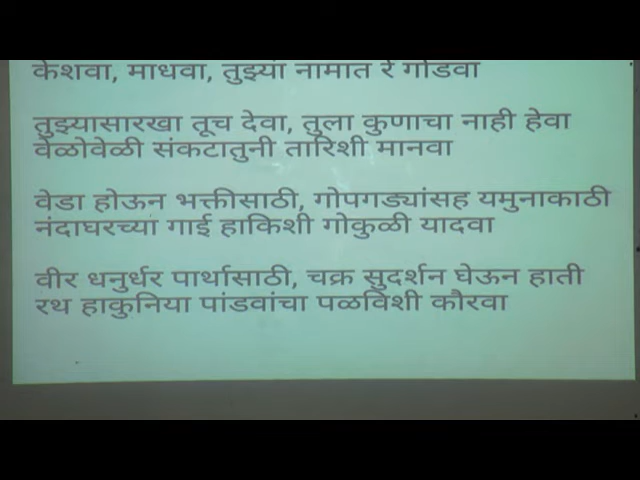 केशवा, माधवा, तुझ्या नामात रे गोडवा
तुझ्यासारखा तूच देवा, तुला कुणाचा नाही हेवा
वेळोवेळी संकटातुनी तारिशी मानवा
वेडा होऊन भक्तीसाठी, गोपगड्यांसह यमुनाकाठी
नंदाघरच्या गाई हाकिशी गोकुळी यादवा
वीर धनुर्धर पार्थासाठी, चक्र सुदर्शन घेऊन हाती
रथ हाकुनिया पांडवांचा पळविशी कौरवा